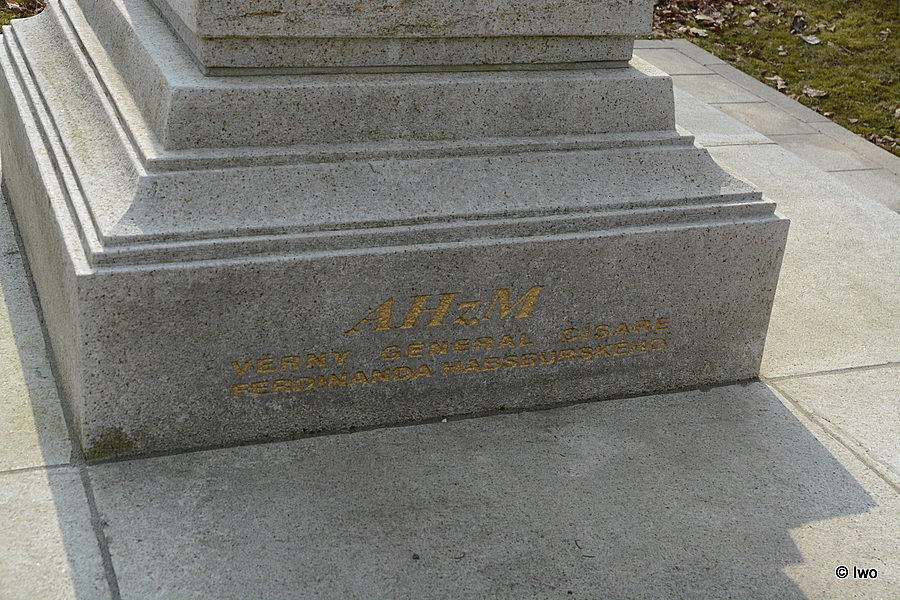 AHzM
VĚRNÝ GENERÁL CÍSAŘE
FERDINANDA HABSBURSKÉHO
© Iwo